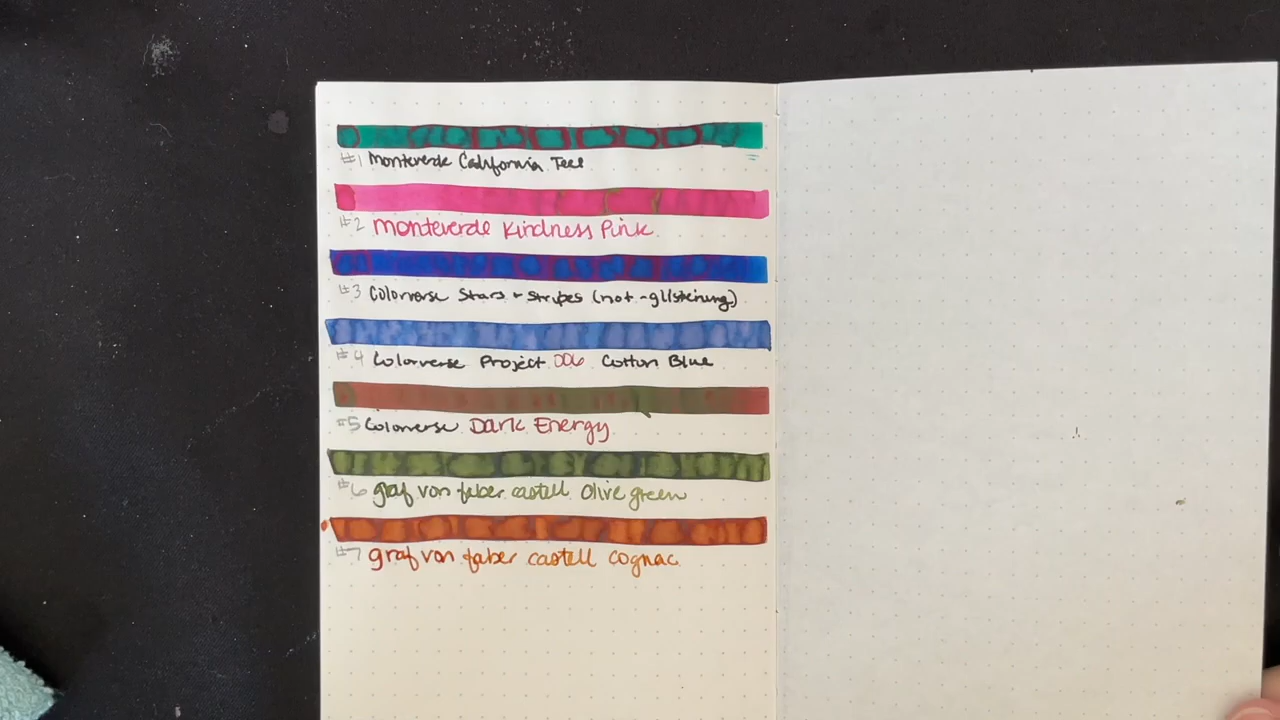 #1 Monteverde California Teal
#2 Monteverde Kindness Pink
#3 Colorverse Stars + Stripes (not-glistening)
#4 Colorverse Project 006 Cotton Blue
#5 Colorverse Dark Energy
#6 graf von faber castell Olive green
#7 graf von faber castell cognac